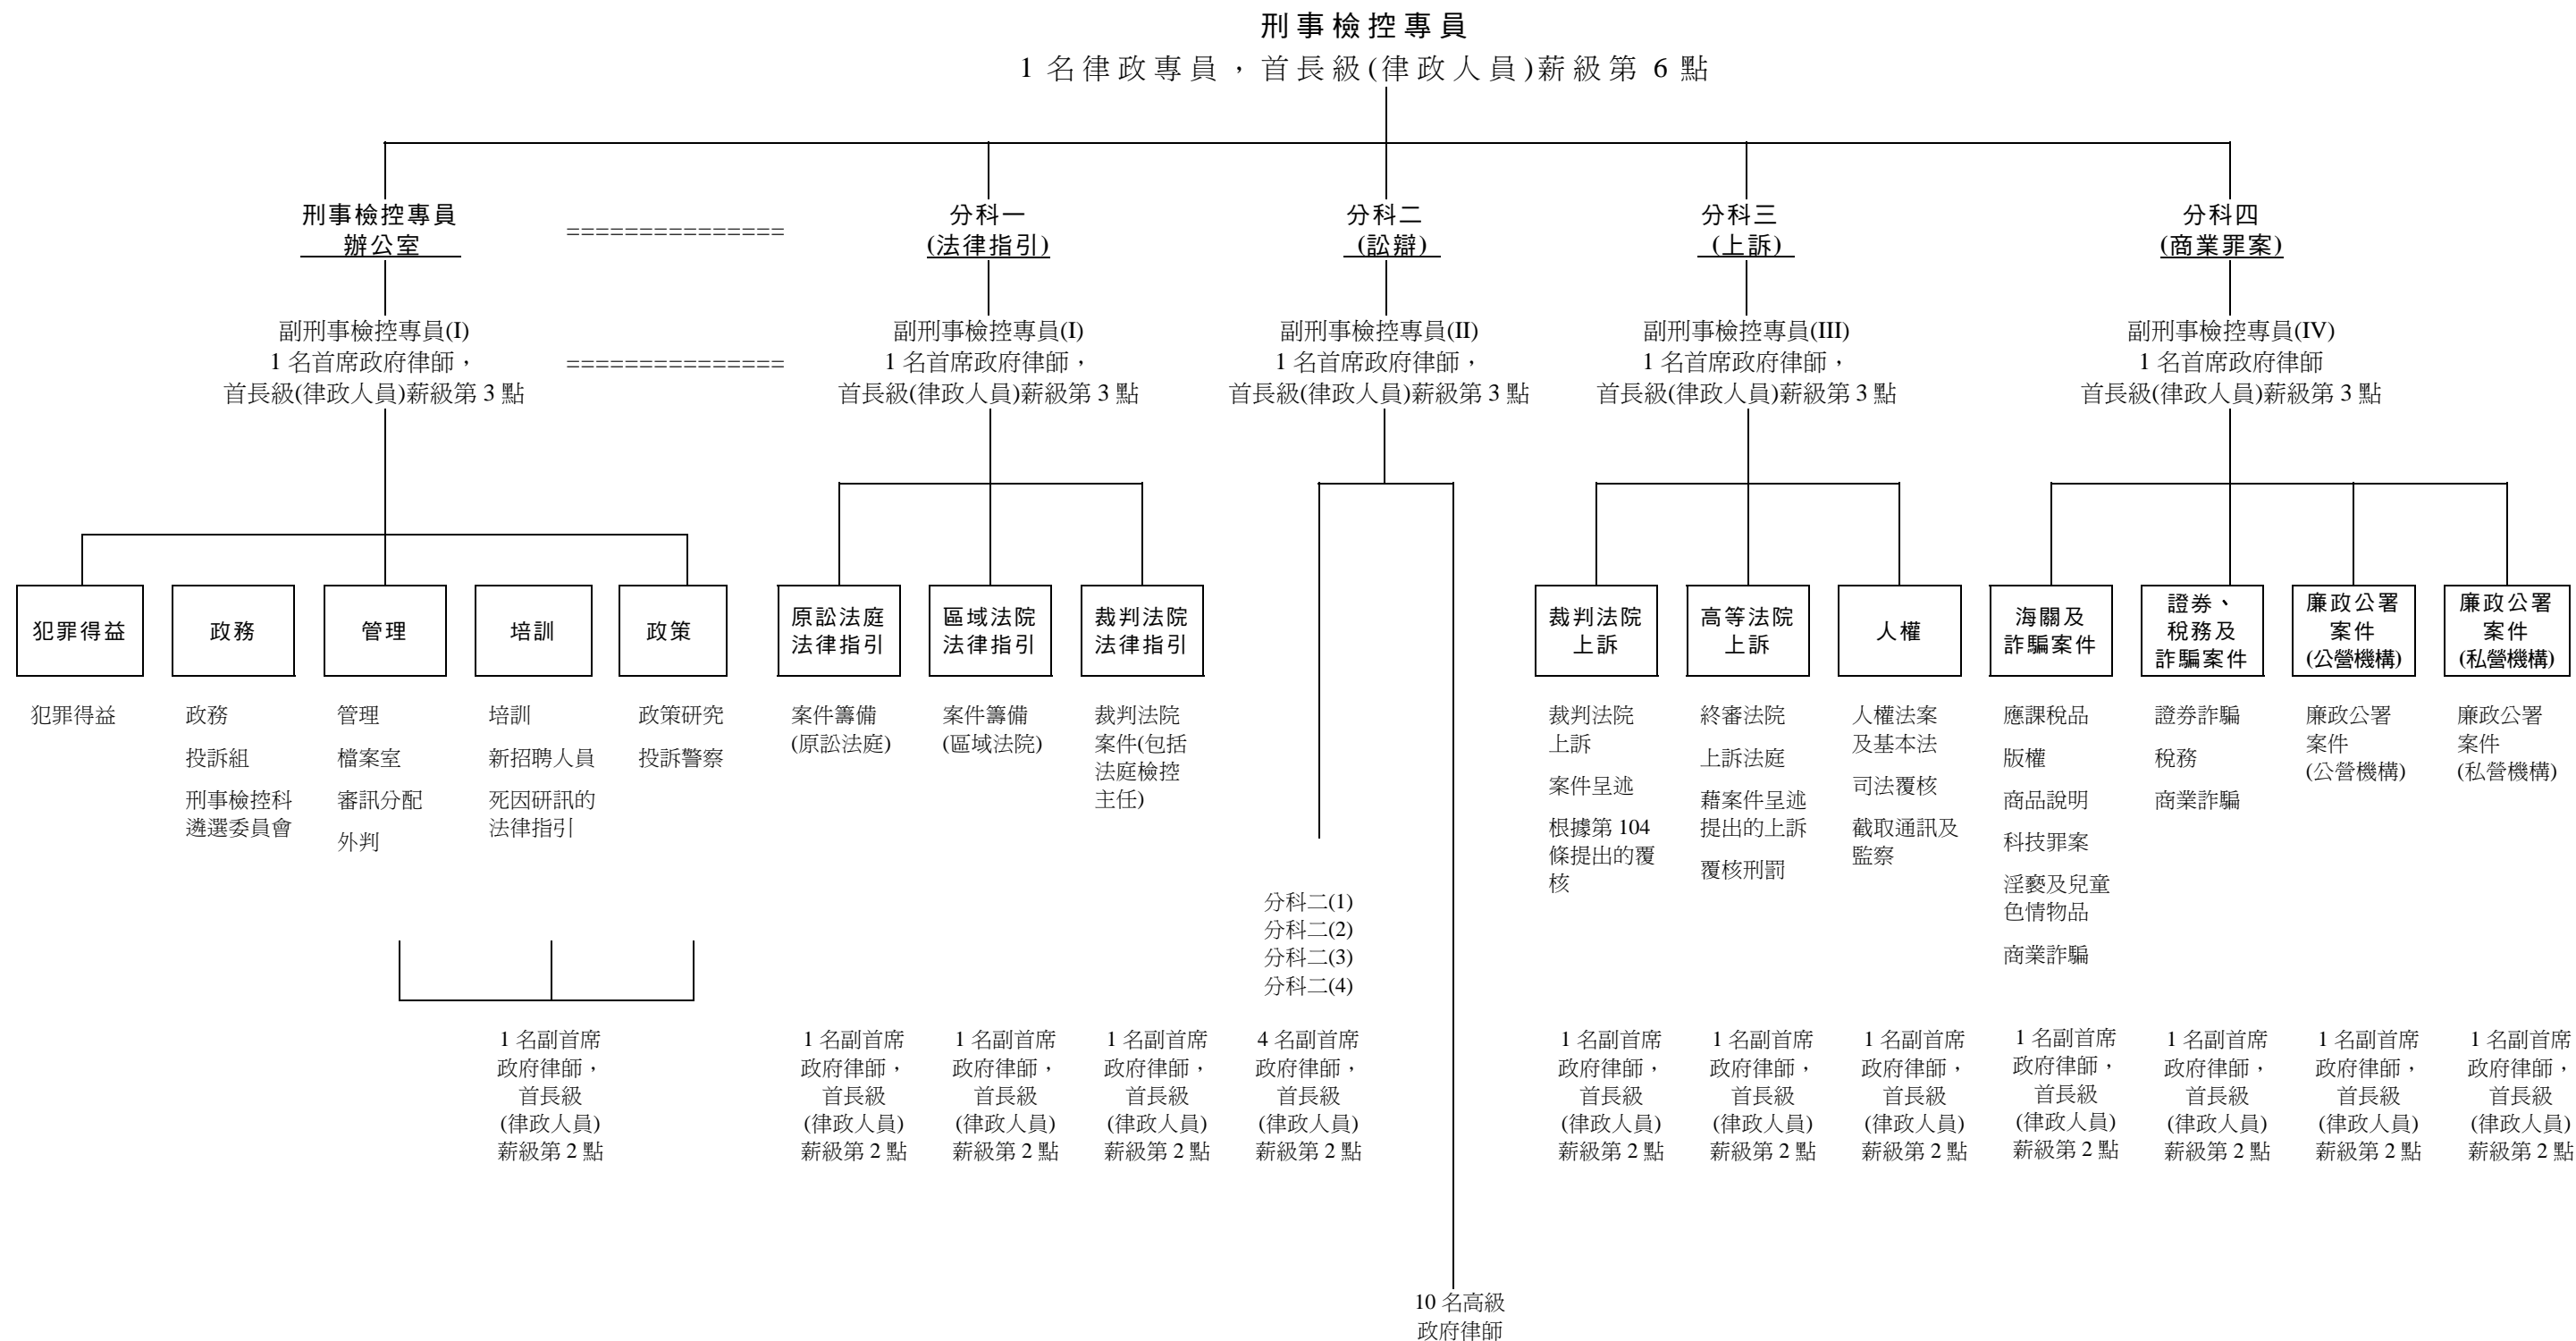 刑事檢控專員
1 名律政專員，首長級(律政人員)薪級第 6 點
刑事檢控專員
辦公室
===============
分科一
(法律指引)
分科二
(訟辯)
分科三
(上訴)
分科四
(商業罪案)
副刑事檢控專員(I)
1 名首席政府律師，
首長級(律政人員)薪級第 3 點
===============
副刑事檢控專員(I)
1 名首席政府律師，
首長級(律政人員)薪級第 3 點
副刑事檢控專員(II)
1 名首席政府律師，
首長級(律政人員)薪級第 3 點
副刑事檢控專員(III)
1 名首席政府律師，
首長級(律政人員)薪級第 3 點
副刑事檢控專員(IV)
1 名首席政府律師
首長級(律政人員)薪級第 3 點
犯罪得益
政務
管理
培訓
政策
原訟法庭
法律指引
區域法院
法律指引
裁判法院
法律指引
裁判法院
上訴
高等法院
上訴
人權
海關及
詐騙案件
證券、
稅務及
詐騙案件
廉政公署
案件
(公營機構)
廉政公署
案件
(私營機構)
犯罪得益
政務
投訴組
刑事檢控科
遴選委員會
管理
檔案室
審訊分配
外判
培訓
新招聘人員
死因研訊的
法律指引
政策研究
投訴警察
案件籌備
(原訟法庭)
案件籌備
(區域法院)
裁判法院
案件(包括
法庭檢控
主任)
分科二(1)
分科二(2)
分科二(3)
分科二(4)
裁判法院
上訴
案件呈述
根據第 104
條提出的覆
核
終審法院
上訴法庭
藉案件呈述
提出的上訴
覆核刑罰
人權法案
及基本法
司法覆核
截取通訊及
監察
應課稅品
版權
商品說明
科技罪案
淫褻及兒童
色情物品
商業詐騙
證券詐騙
稅務
商業詐騙
廉政公署
案件
(公營機構)
廉政公署
案件
(私營機構)
1 名副首席
政府律師，
首長級
(律政人員)
薪級第 2 點
1 名副首席
政府律師，
首長級
(律政人員)
薪級第 2 點
1 名副首席
政府律師，
首長級
(律政人員)
薪級第 2 點
1 名副首席
政府律師，
首長級
(律政人員)
薪級第 2 點
4 名副首席
政府律師，
首長級
(律政人員)
薪級第 2 點
1 名副首席
政府律師，
首長級
(律政人員)
薪級第 2 點
1 名副首席
政府律師，
首長級
(律政人員)
薪級第 2 點
1 名副首席
政府律師，
首長級
(律政人員)
薪級第 2 點
1 名副首席
政府律師，
首長級
(律政人員)
薪級第 2 點
1 名副首席
政府律師，
首長級
(律政人員)
薪級第 2 點
1 名副首席
政府律師，
首長級
(律政人員)
薪級第 2 點
1 名副首席
政府律師，
首長級
(律政人員)
薪級第 2 點
10 名高級
政府律師